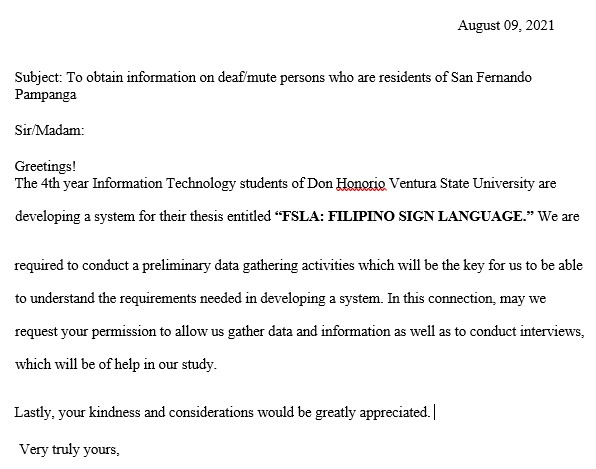 August 09, 2021
Subject: To obtain information on deaf/mute persons who are residents of San Fernando
Pampanga
Sir/Madam:
Greetings!
The 4th year Information Technology students of Don Honorio Ventura State University are
developing a system for their thesis entitled “FSLA: FILIPINO SIGN LANGUAGE.” We are
required to conduct a preliminary data gathering activities which will be the key for us to be able
to understand the requirements needed in developing a system. In this connection, may we
request your permission to allow us gather data and information as well as to conduct interviews,
which will be of help in our study.
Lastly, your kindness and considerations would be greatly appreciated.
Very truly yours,